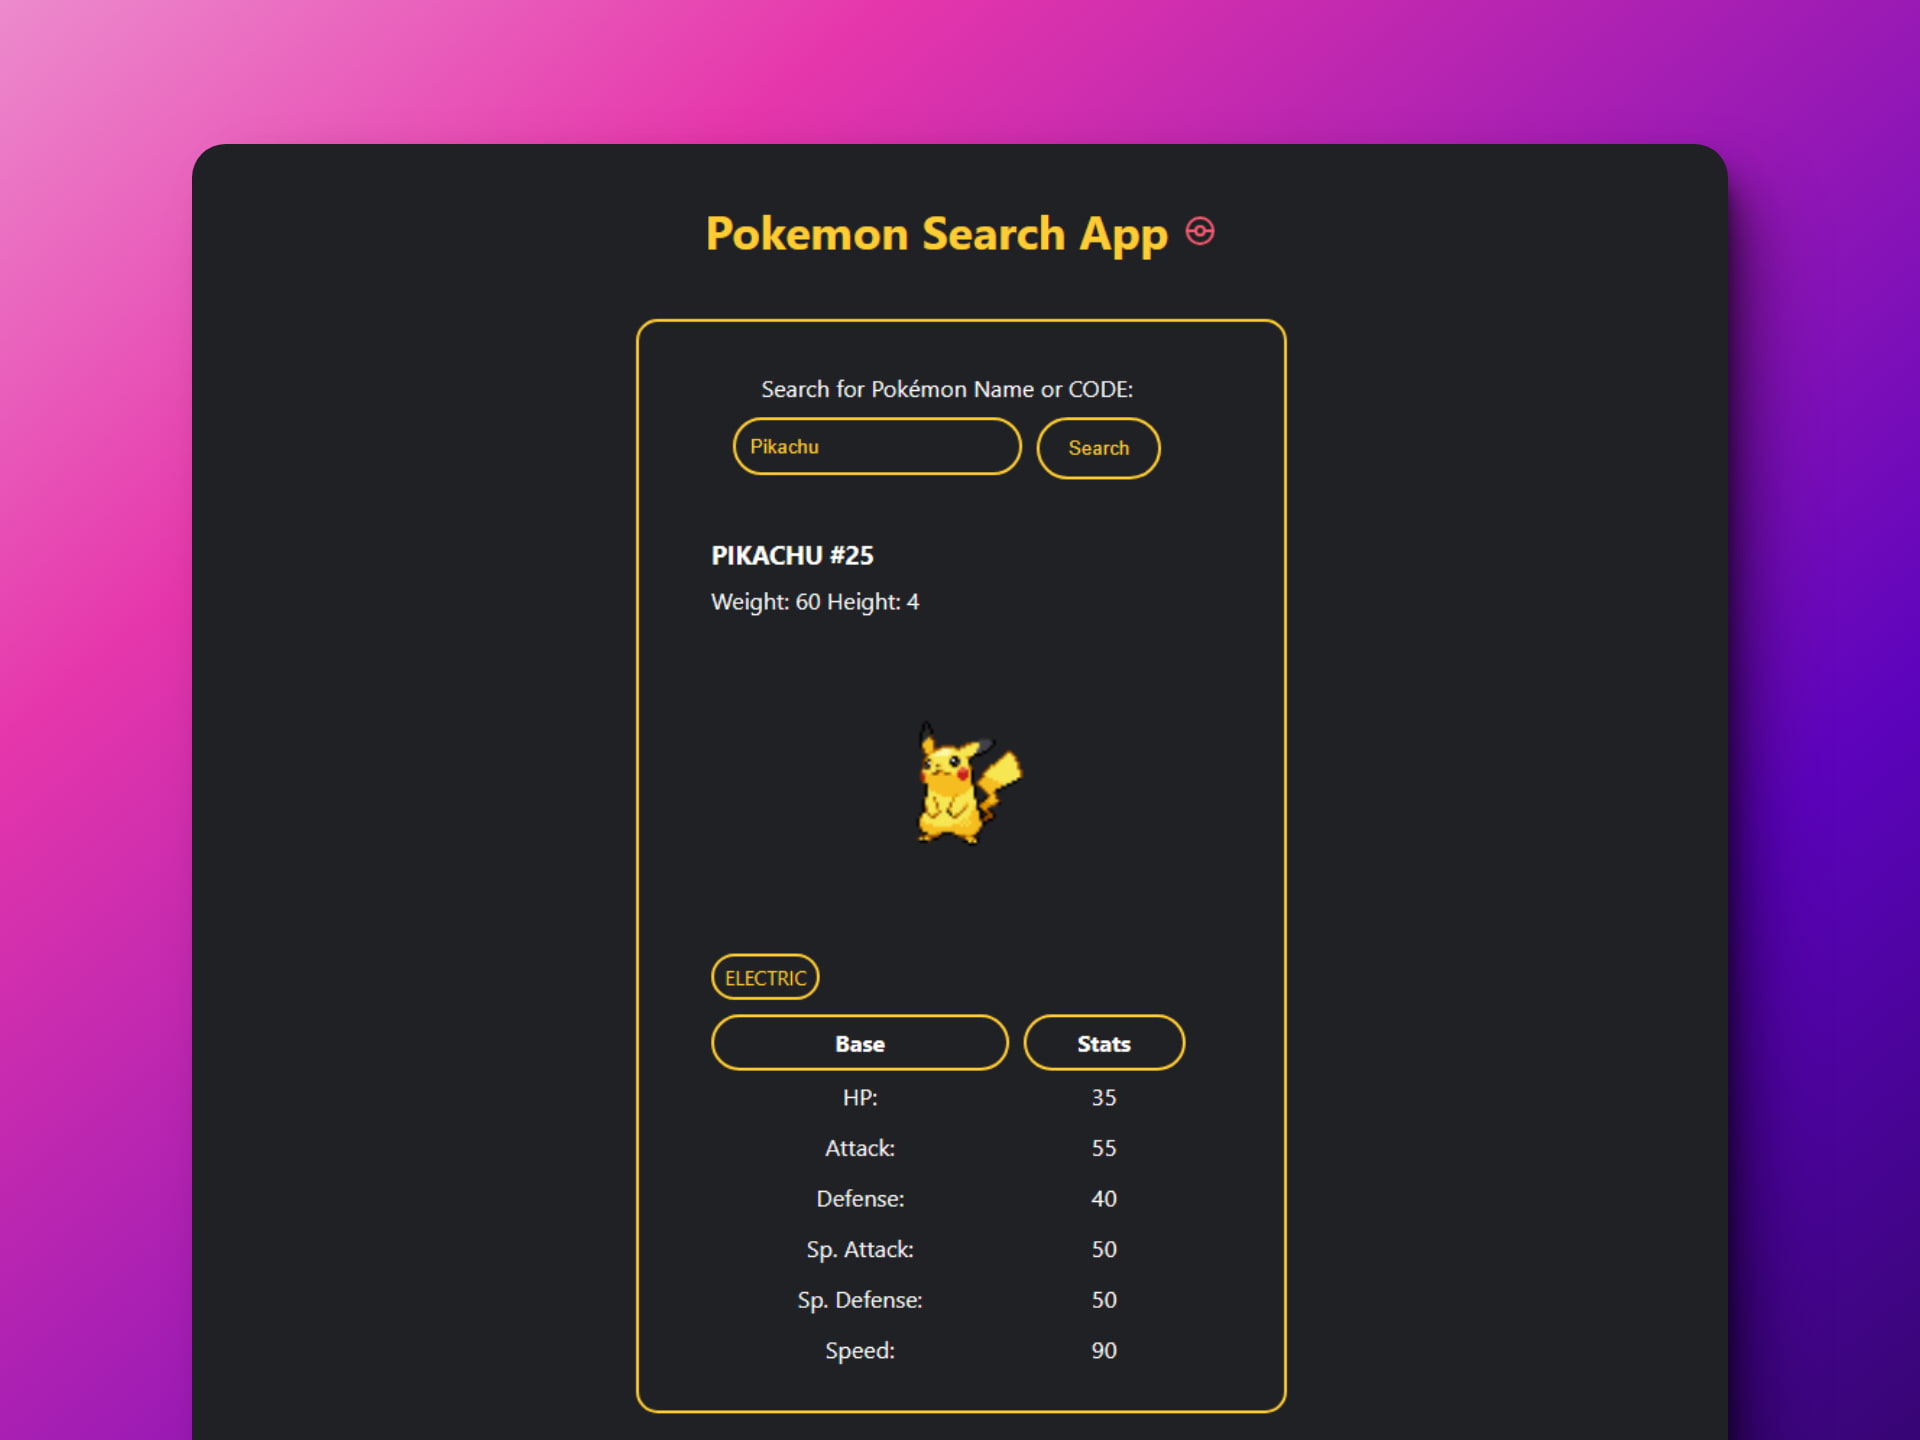 Pokemon Search App
Search for Pokémon Name or CODE:
Pikachu Search
PIKACHU #25
Weight: 60 Height: 4
ELECTRIC
Base Stats
HP: 35
Attack: 55
Defense: 40
Sp. Attack: 50
Sp. Defense: 50
Speed: 90